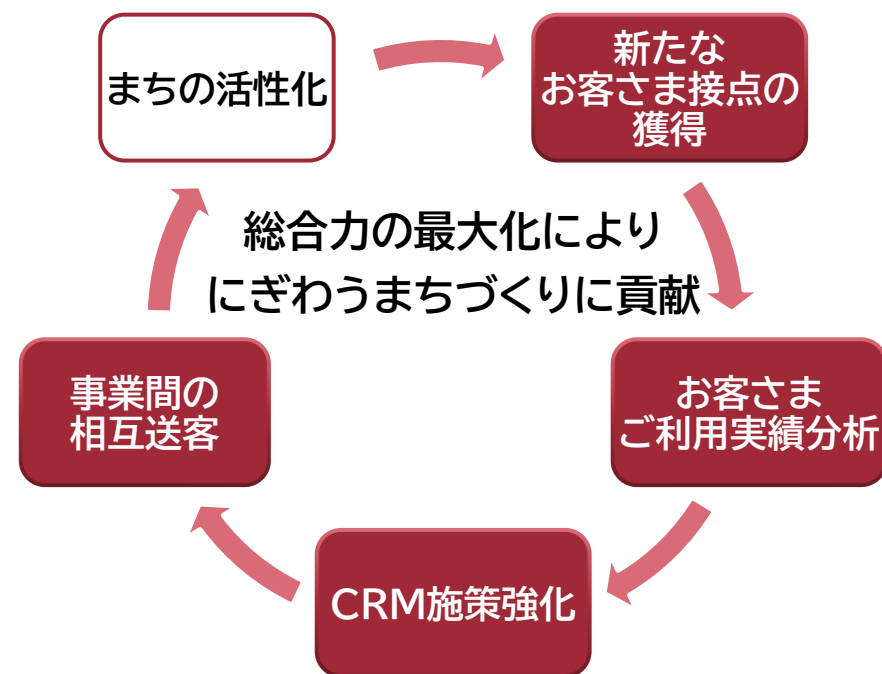 まちの活性化
新たな
お客さま接点の
獲得
総合力の最大化により
にぎわうまちづくりに貢献
事業間の
相互送客
お客さま
ご利用実績分析
CRM施策強化